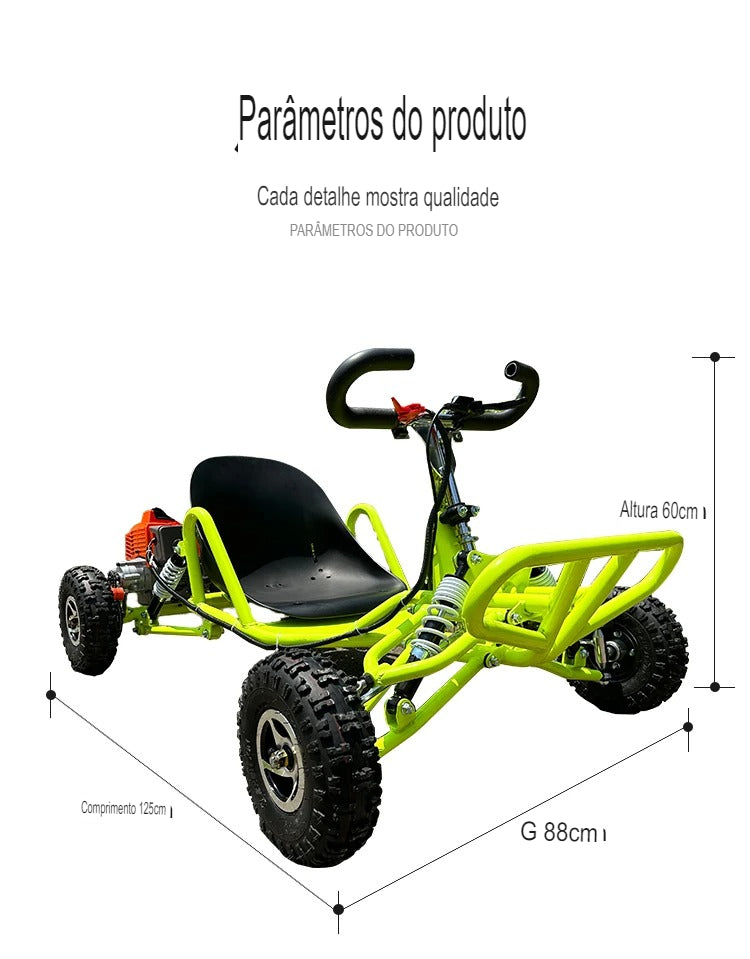 Parâmetros do produto
Cada detalhe mostra qualidade
PARÂMETROS DO PRODUTO
Altura 60cm
Comprimento 125cm
G 88cm